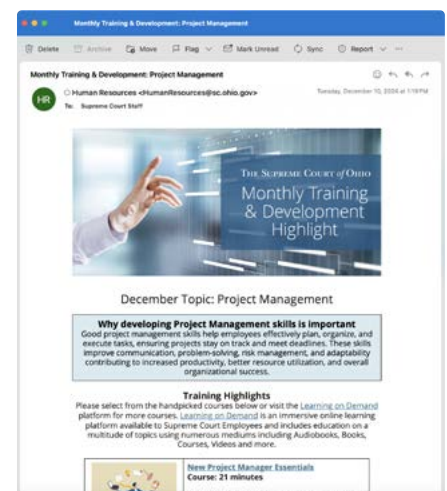 Monthly Training & Development: Project Management
Delete Archive Move Flag Mark Unread Sync Report
Monthly Training & Development: Project Management
HR
Human Resources <HumanResources@sc.ohio.gov>
Tuesday, December 10, 2024 at 1:19 PM
To: Supreme Court Staff
THE SUPREME COURT of OHIO
Monthly Training
& Development
Highlight
December Topic: Project Management
Why developing Project Management skills is important
Good project management skills help employees effectively plan, organize, and
execute tasks, ensuring projects stay on track and meet deadlines. These skills
improve communication, problem-solving, risk management, and adaptability
contributing to increased productivity, better resource utilization, and overall
organizational success.
Training Highlights
Please select from the handpicked courses below or visit the Learning on Demand
platform for more courses. Learning on Demand is an immersive online learning
platform available to Supreme Court Employees and includes education on a
multitude of topics using numerous mediums including Audiobooks, Books,
Courses, Videos and more.
New Project Manager Essentials
Course: 21 minutes